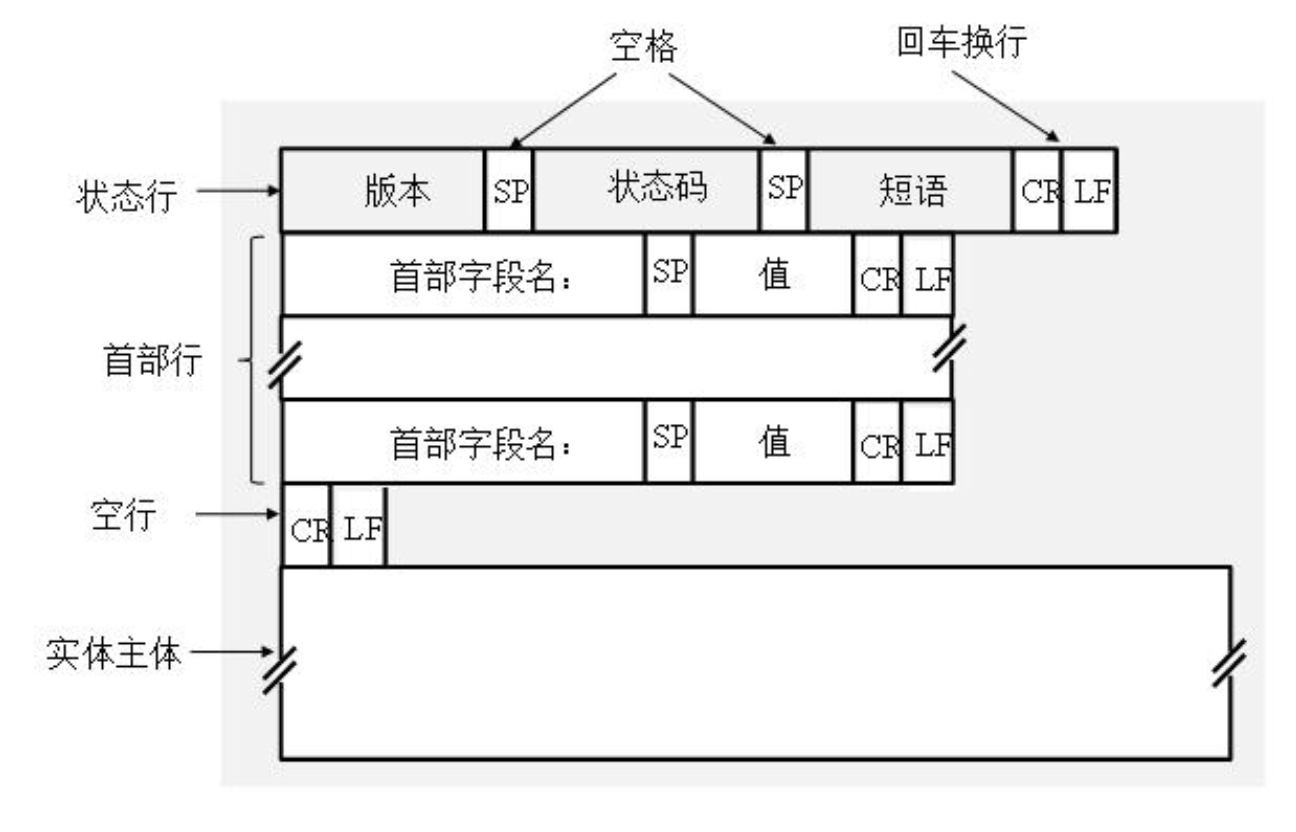 空格 回车换行
状态行 版本 SP 状态码 SP 短语 CR LF
首部字段名： SP 值 CR LF
首部行
首部字段名： SP 值 CR LF
空行 CR LF
实体主体